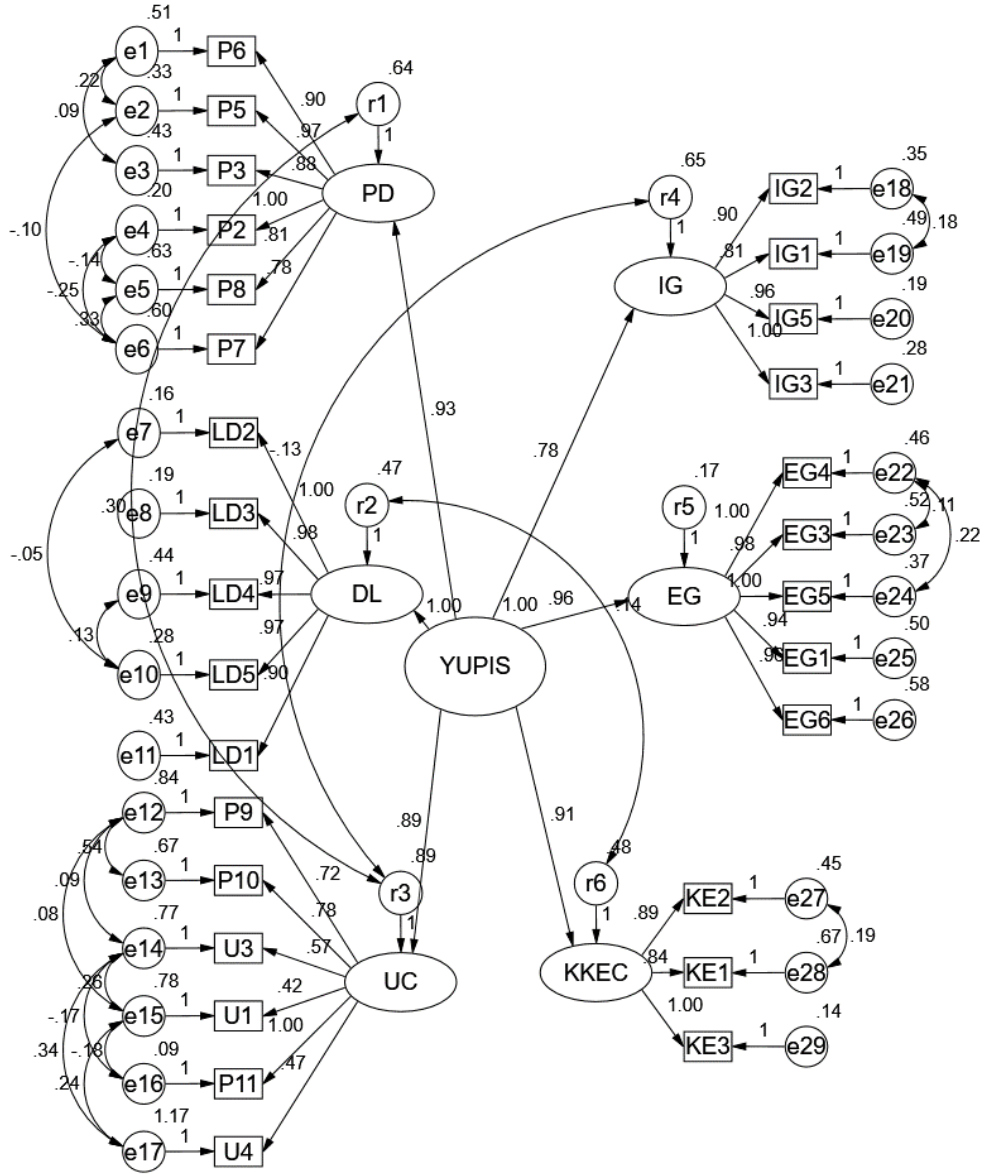 .51
e1 1 P6
.22 .33
e2 1 P5
.09 .43
e3 1 P3
.20
e4 1 P2
-.10 -.14 .63
e5 1 P8
-.25 .60
.33
e6 1 P7
.90
.97
.88
1.00
.81
.78
.64
r1
1
PD
.16
e7 1 LD2
.19
.30
e8 1 LD3
-.05 .44
e9 1 LD4
.13 .28
e10 1 LD5
.43
e11 1 LD1
-.13
1.00
.98
.97
.97
.90
.47
r2
1
DL
.84
e12 1 P9
.54 .67
e13 1 P10
.09
.08 .77
e14 1 U3
.26 .78
e15 1 U1
-.17
.34 -.18 .09
e16 1 P11
.24
1.17
e17 1 U4
.72
.78
.57
.42
1.00
.47
.89
.89
r3
1
UC
.93
.78
1.00
1.00
.96
.14
YUPIS
.91
.65
r4
1
IG
.90
.81
.96
1.00
.35
IG2 1 e18
.49 .18
IG1 1 e19
.19
IG5 1 e20
.28
IG3 1 e21
.17
r5
1
EG
1.00
.98
1.00
.94
.46
EG4 1 e22
.52 .11
EG3 1 e23
.22
.37
EG5 1 e24
.50
EG1 1 e25
.58
EG6 1 e26
.48
r6
1
KKEC
.89
.84
1.00
.45
KE2 1 e27
.67 .19
KE1 1 e28
.14
KE3 1 e29